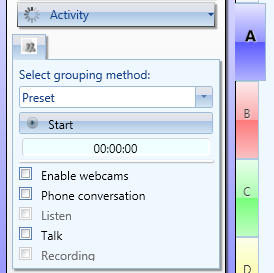 Activity
A
Select grouping method:
Preset
B
Start
00:00:00
Enable webcams
C
Phone conversation
Listen
Talk
Recording
D